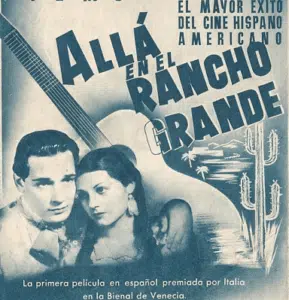 EL MAYOR EXITO
DEL CINE HISPANO
AMERICANO
ALLÁ
EN EL
RANCHO
GRANDE
La primera película en español premiada por Italia
en la Bienal de Venecia.